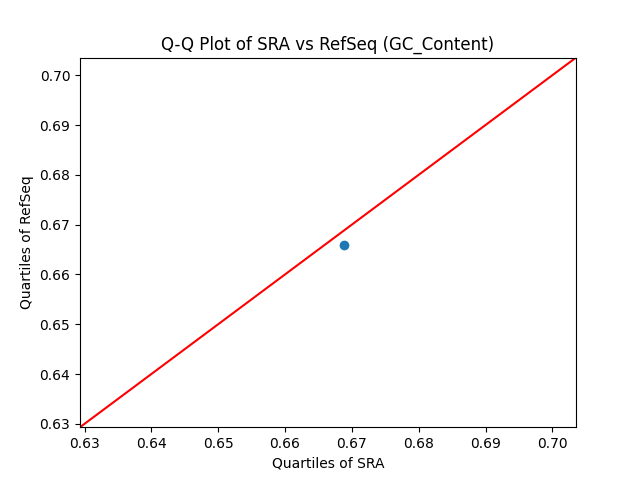 Q-Q Plot of SRA vs RefSeq (GC_Content)
0.70
0.69
0.68
0.67
0.66
0.65
0.64
0.63
Quartiles of RefSeq
0.63 0.64 0.65 0.66 0.67 0.68 0.69 0.70
Quartiles of SRA